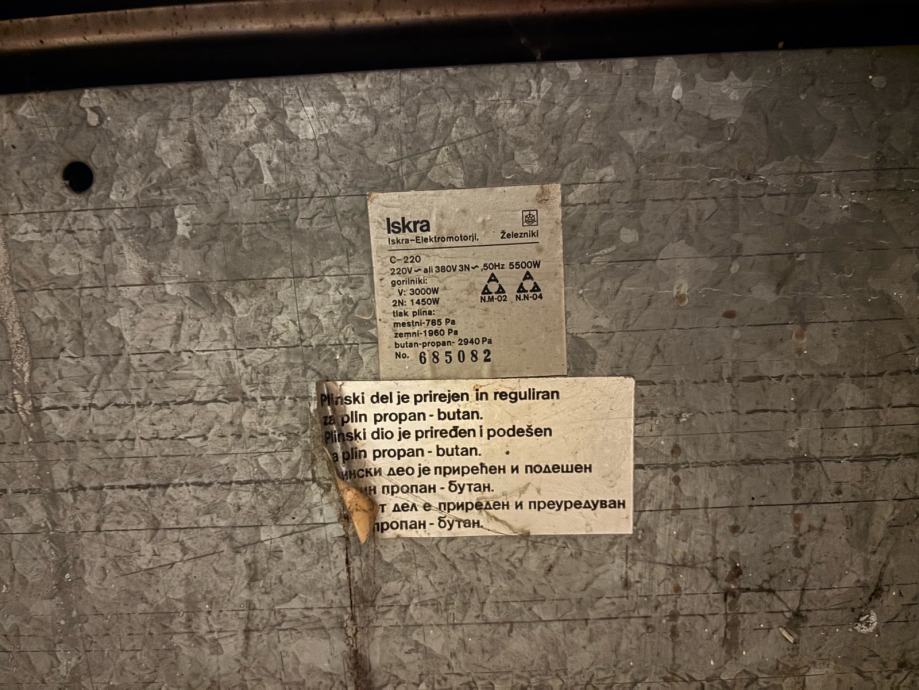 Iskra
Iskra-Elektromotorji, Železniki
C-220
220V~ ali 380V 3N~, 50Hz 5500W
gorilniki:
V: 3000W
2N: 1450W
N.M-02 N.N-04
tlak plina:
mestni-785 Pa
zemni-1960 Pa
butan-propan- 2940 Pa
No. 685082
Plinski del je prirejen in reguliran
za plin propan - butan.
Plinski dio je priređen i podešen
za plin propan - butan.
део је прирећен и подешен
пропан - бутан.
дел е приреден и преуредуван
пропан - бутан.